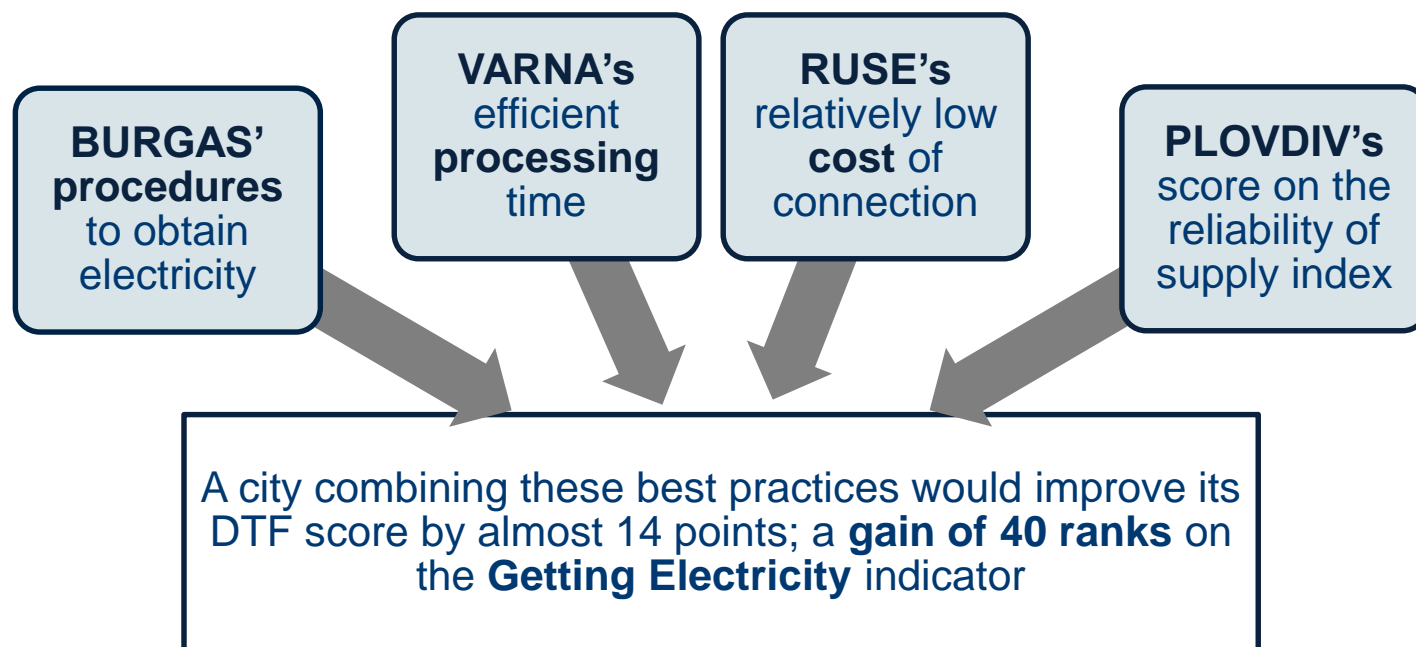 BURGAS’
procedures
to obtain
electricity
VARNA’s
efficient
processing
time
RUSE’s
relatively low
cost of
connection
PLOVDIV’s
score on the
reliability of
supply index
A city combining these best practices would improve its
DTF score by almost 14 points; a gain of 40 ranks on
the Getting Electricity indicator